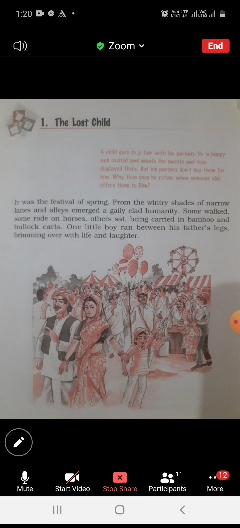 1:20
Zoom
End
1. The Lost Child
A child goes to a fair with his parents. He is happy
and excited and wants the sweets and toys
displayed there. But his parents don't buy them for
him. Why then does he refuse when someone else
offers them to him?
It was the festival of spring. From the wintry shades of narrow
lanes and alleys emerged a gaily clad humanity. Some walked,
some rode on horses, others sat, being carried in bamboo and
bullock carts. One little boy ran between his father's legs,
brimming over with life and laughter.
11
12
Mute
Start Video
Stop Share
Participants
More